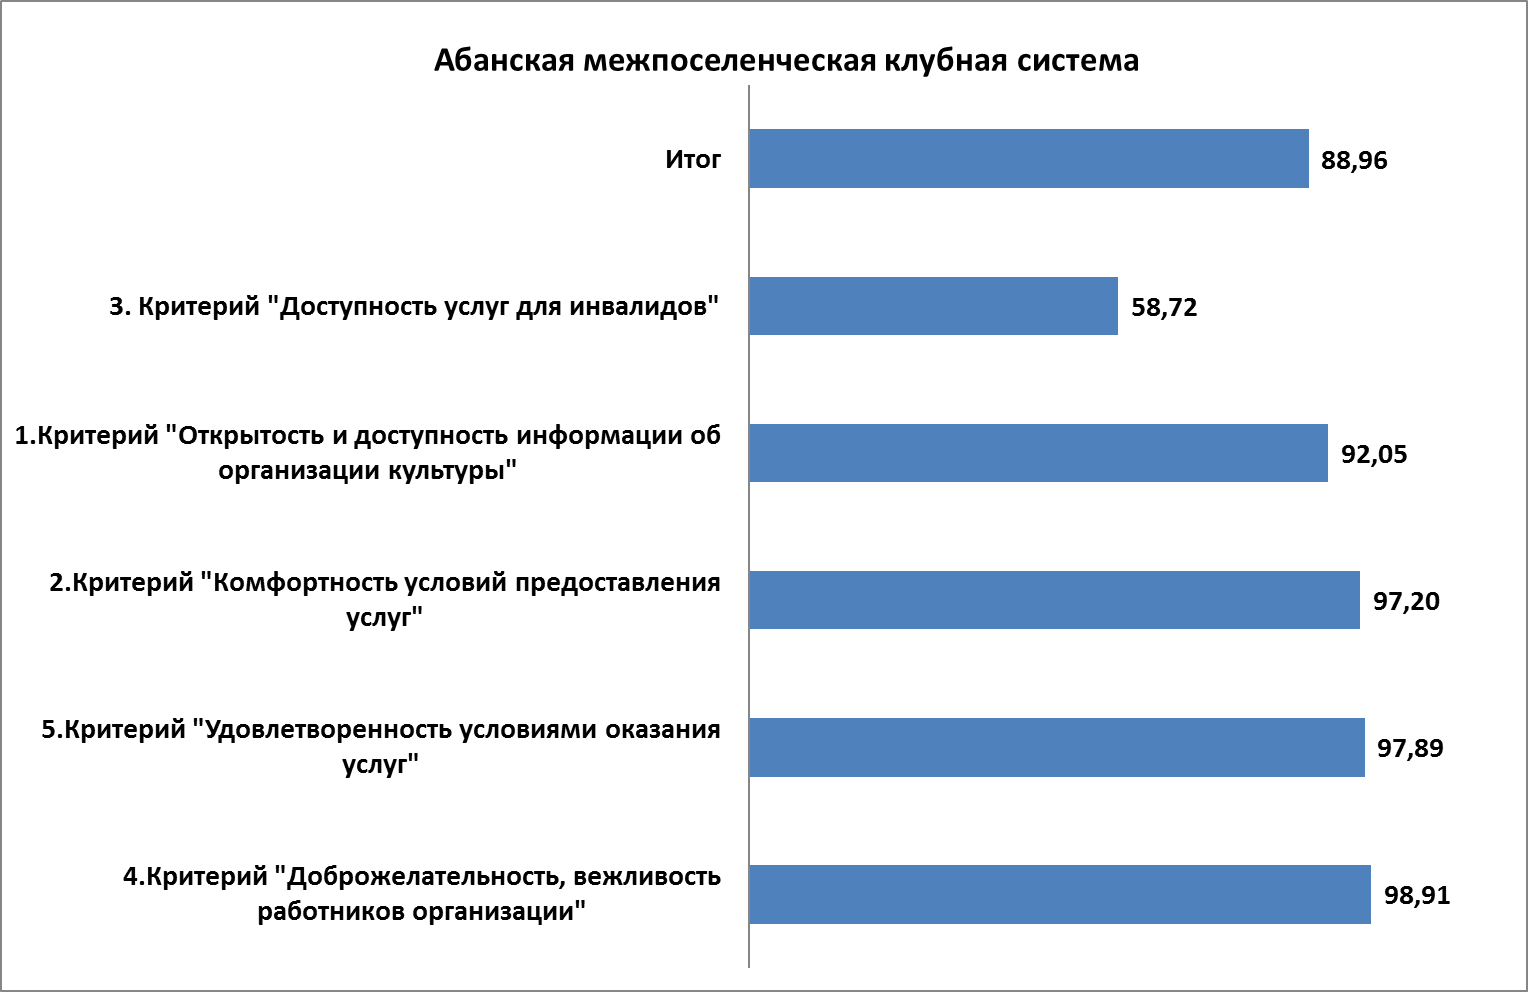 Абанская межпоселенческая клубная система
Итог
88,96
3. Критерий "Доступность услуг для инвалидов"
58,72
1.Критерий "Открытость и доступность информации об
организации культуры"
92,05
2.Критерий "Комфортность условий предоставления
услуг"
97,20
5.Критерий "Удовлетворенность условиями оказания
услуг"
97,89
4.Критерий "Доброжелательность, вежливость
работников организации"
98,91